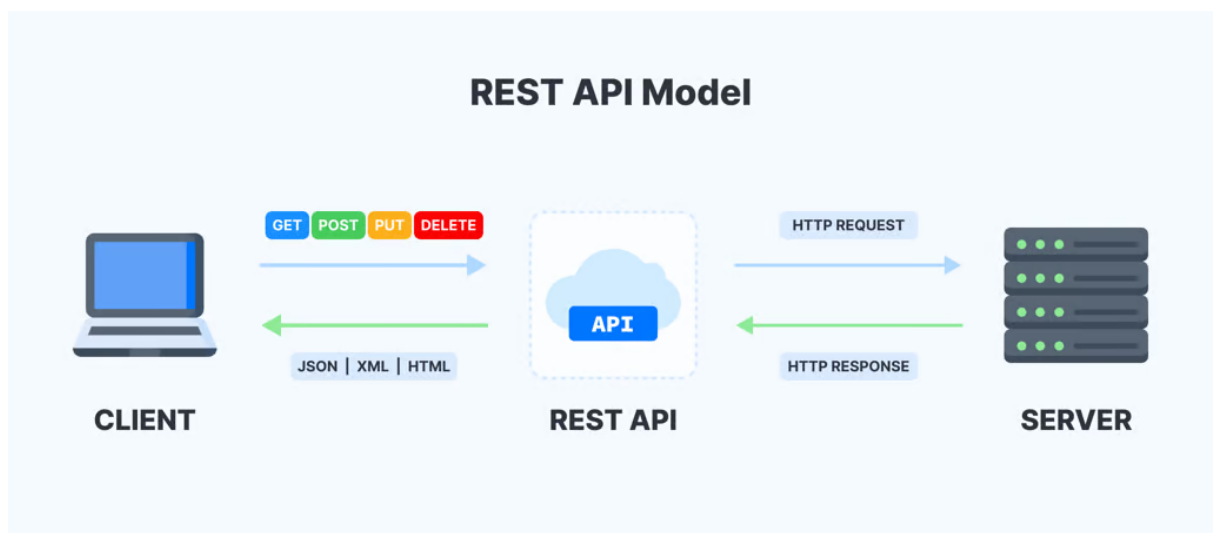 REST API Model
GET POST PUT DELETE
HTTP REQUEST
API
JSON | XML | HTML
HTTP RESPONSE
CLIENT
REST API
SERVER